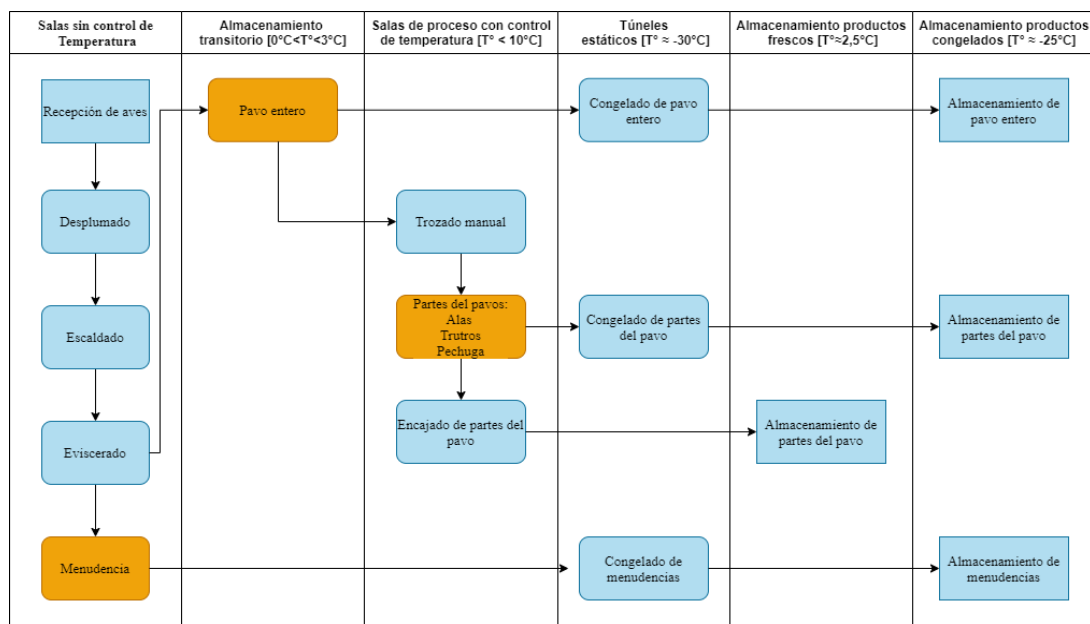 Salas sin control de
Temperatura
Almacenamiento
transitorio [0°C<T°<3°C]
Salas de proceso con control
de temperatura [T° < 10°C]
Túneles
estáticos [T° ≈ -30°C]
Almacenamiento productos
frescos [T°≈2,5°C]
Almacenamiento productos
congelados [T° ≈ -25°C]
Recepción de aves
Pavo entero
Congelado de pavo
entero
Almacenamiento de
pavo entero
Desplumado
Trozado manual
Escaldado
Partes del pavos:
Alas
Trutros
Pechuga
Congelado de partes
del pavo
Almacenamiento de
partes del pavo
Eviscerado
Encajado de partes del
pavo
Almacenamiento de
partes del pavo
Menudencia
Congelado de
menudencias
Almacenamiento de
menudencias